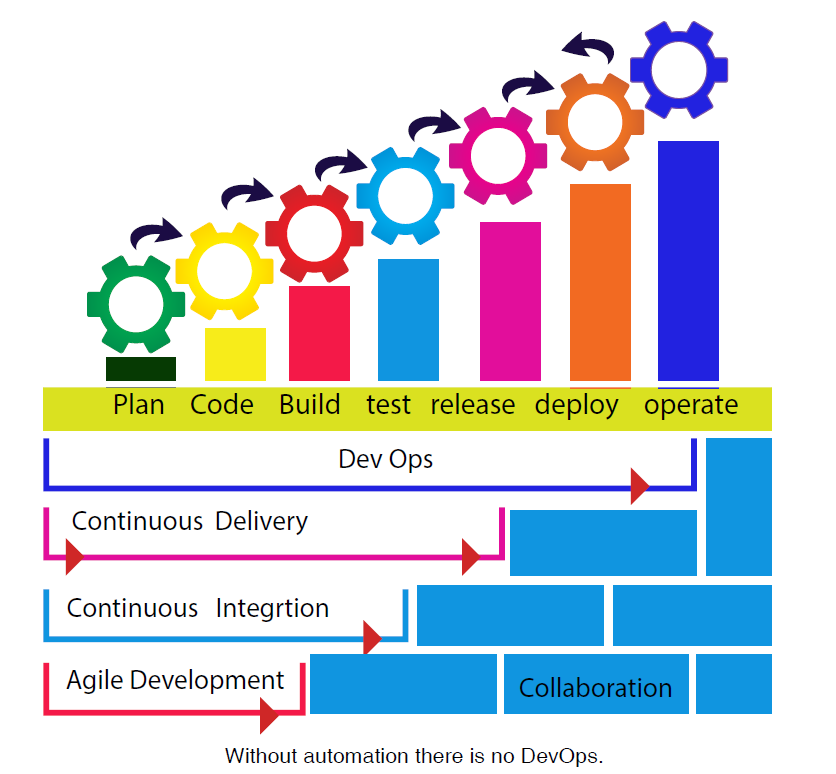 Plan Code Build test release deploy operate
Dev Ops
Continuous Delivery
Continuous Integrtion
Agile Development
Collaboration
Without automation there is no DevOps.